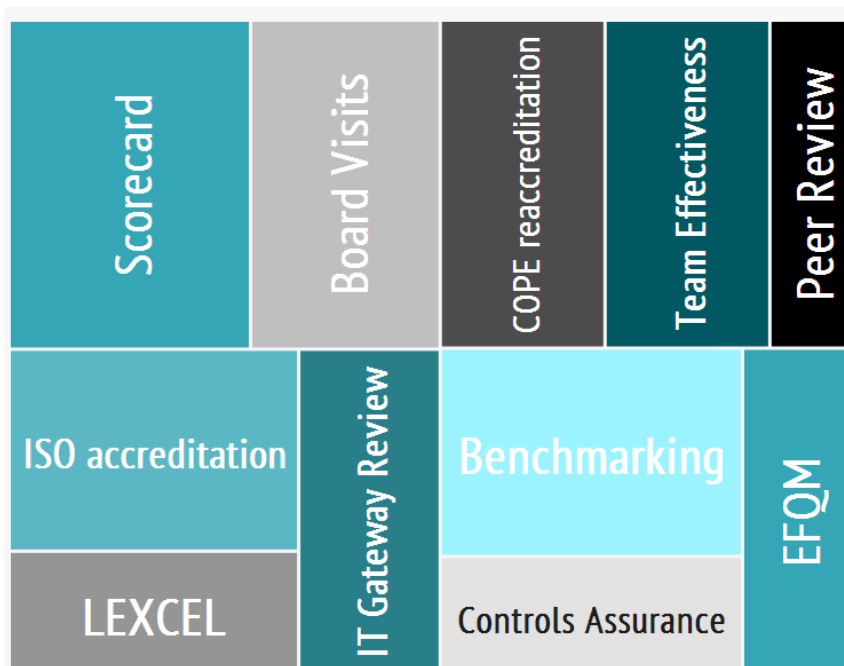 Scorecard
Board Visits
COPE reaccreditation
Team Effectiveness
Peer Review
ISO accreditation
IT Gateway Review
Benchmarking
EFQM
LEXCEL
Controls Assurance